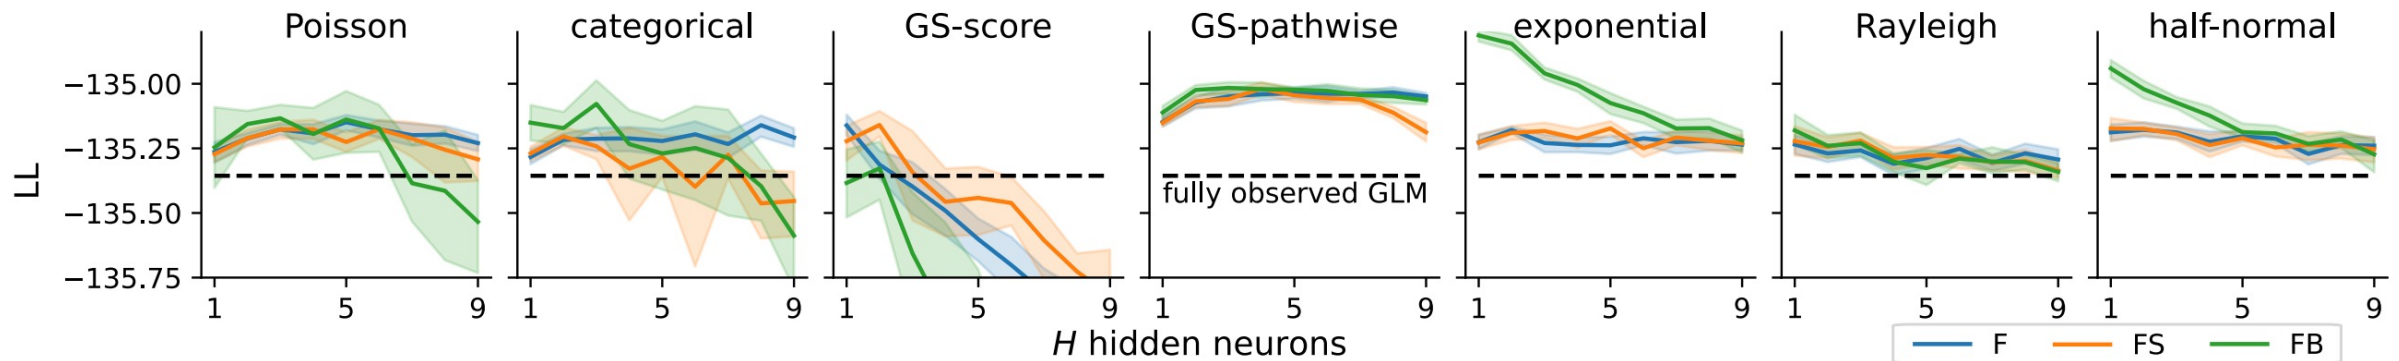 Poisson
categorical
GS-score
GS-pathwise
exponential
Rayleigh
half-normal
LL
−135.00
−135.25
−135.50
−135.75
fully observed GLM
1 5 9
1 5 9
1 5 9
1 5 9
1 5 9
1 5 9
1 5 9
H hidden neurons
F FS FB